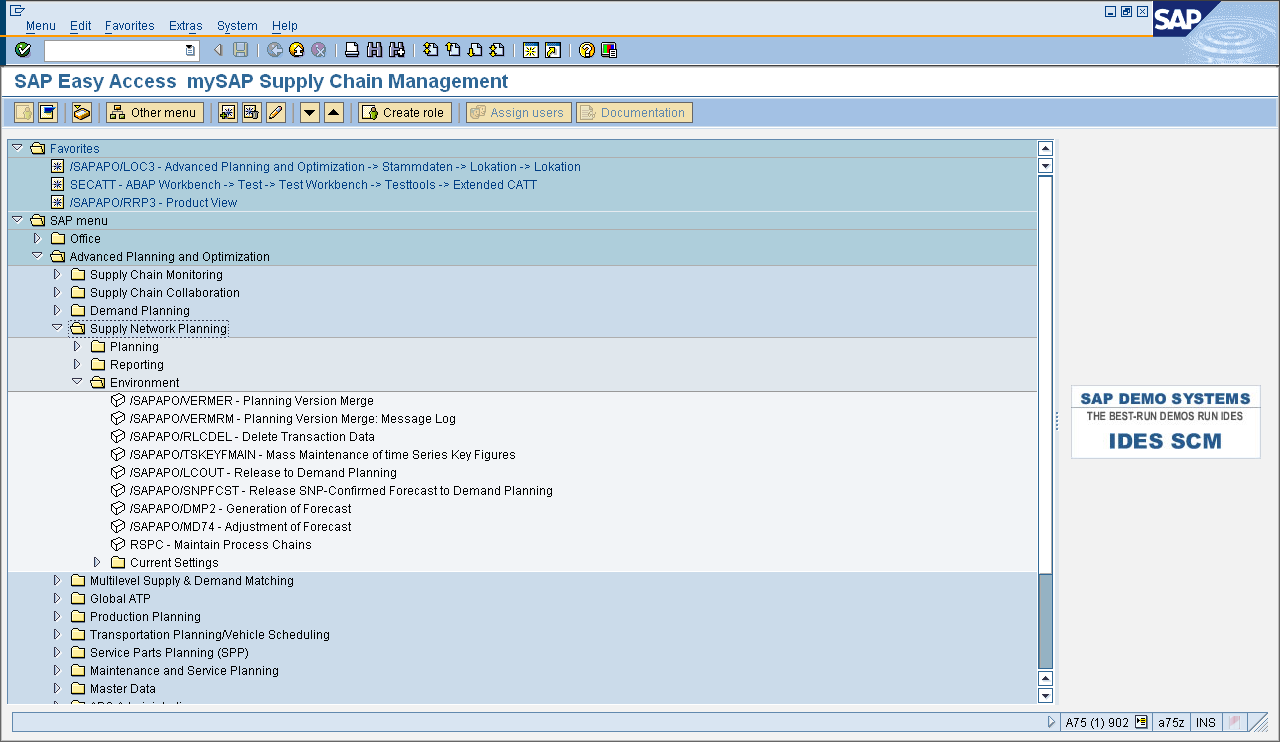 Menu Edit Favorites Extras System Help
SAP
SAP Easy Access mySAP Supply Chain Management
Other menu Create role Assign users Documentation
Favorites
/SAPAPO/LOC3 - Advanced Planning and Optimization -> Stammdaten -> Lokation -> Lokation
SECATT - ABAP Workbench -> Test -> Test Workbench -> Testtools -> Extended CATT
/SAPAPO/RRP3 - Product View
SAP menu
Office
Advanced Planning and Optimization
Supply Chain Monitoring
Supply Chain Collaboration
Demand Planning
Supply Network Planning
Planning
Reporting
Environment
/SAPAPO/VERMER - Planning Version Merge
/SAPAPO/VERMRM - Planning Version Merge: Message Log
/SAPAPO/RLCDEL - Delete Transaction Data
/SAPAPO/TSKEYFMAIN - Mass Maintenance of time Series Key Figures
/SAPAPO/LCOUT - Release to Demand Planning
/SAPAPO/SNPFCST - Release SNP-Confirmed Forecast to Demand Planning
/SAPAPO/DMP2 - Generation of Forecast
/SAPAPO/MD74 - Adjustment of Forecast
RSPC - Maintain Process Chains
Current Settings
Multilevel Supply & Demand Matching
Global ATP
Production Planning
Transportation Planning/Vehicle Scheduling
Service Parts Planning (SPP)
Maintenance and Service Planning
Master Data
SAP DEMO SYSTEMS
THE BEST-RUN DEMOS RUN IDES
IDES SCM
A75 (1) 902 a75z INS